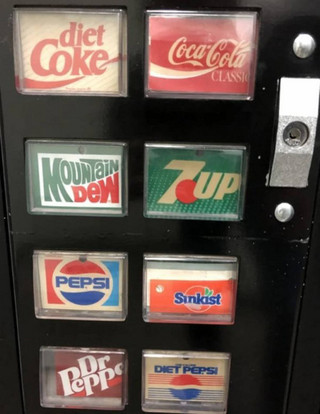 diet
Coke
Coca-Cola
CLASSIC
MOUNTAIN
DEW
7UP
PEPSI
Sunkist
Dr
Pepper
DIET PEPSI